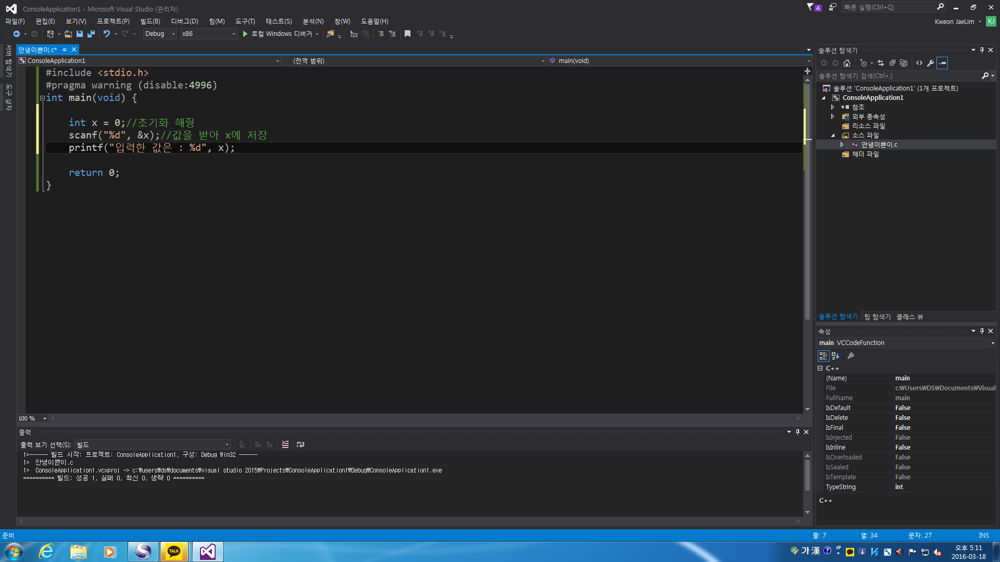 ConsoleApplication1 - Microsoft Visual Studio (관리자)
4
빠른 실행(Ctrl+Q)
파일(F) 편집(E) 보기(V) 프로젝트(P) 빌드(B) 디버그(D) 팀(M) 도구(T) 테스트(S) 분석(N) 창(W) 도움말(H)
Kweon JaeLim KJ
Debug x86 로컬 Windows 디버거
서버 탐색기
도구 상자
안녕이쁜이.c*
ConsoleApplication1 (전역 범위) main(void)
#include <stdio.h>
#pragma warning (disable:4996)
int main(void) {
int x = 0;//초기화 해줭
scanf("%d", &x);//값을 받아 x에 저장
printf("입력한 값은 : %d", x);
return 0;
}
100 %
출력
출력 보기 선택(S): 빌드
1>------ 빌드 시작: 프로젝트: ConsoleApplication1, 구성: Debug Win32 ------
1> 안녕이쁜이.c
1> ConsoleApplication1.vcxproj -> c:₩users₩ds₩documents₩visual studio 2015₩Projects₩ConsoleApplication1₩Debug₩ConsoleApplication1.exe
========== 빌드: 성공 1, 실패 0, 최신 0, 생략 0 ==========
솔루션 탐색기
솔루션 탐색기 검색(Ctrl+;)
솔루션 'ConsoleApplication1' (1개 프로젝트)
ConsoleApplication1
참조
외부 종속성
리소스 파일
소스 파일
안녕이쁜이.c
헤더 파일
솔루션 탐색기 팀 탐색기 클래스 뷰
속성
main VCCodeFunction
C++
(Name) main
File c:₩Users₩DS₩Documents₩Visual
FullName main
IsDefault False
IsDelete False
IsFinal False
IsInjected False
IsInline False
IsOverloaded False
IsSealed False
IsTemplate False
TypeString int
C++
준비 줄: 7 열: 34 문자: 27 INS
TALK
가 漢
오후 5:11
2016-03-18